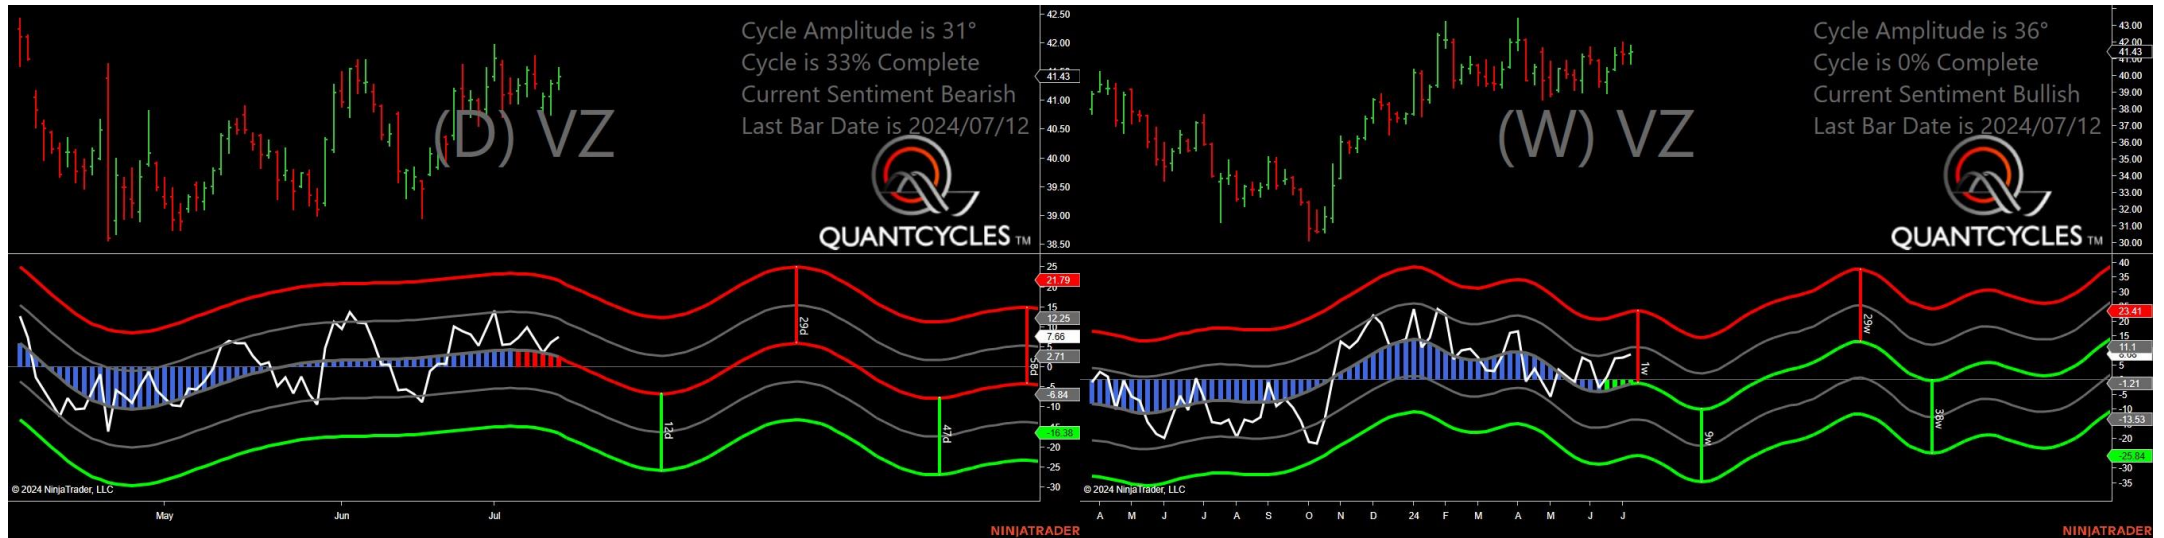 Cycle Amplitude is 31°
Cycle is 33% Complete
Current Sentiment Bearish
Last Bar Date is 2024/07/12
(D) VZ
QUANTCYCLES TM
42.50
42.00
41.43
41.00
40.50
40.00
39.50
39.00
38.50
25
21.79
20
15
12.25
10
7.66
2.71
0
-5
-6.84
-10
-16.38
-20
-25
-30
12d
29d
47d
© 2024 NinjaTrader, LLC
May
Jun
Jul
NINJATRADER
Cycle Amplitude is 36°
Cycle is 0% Complete
Current Sentiment Bullish
Last Bar Date is 2024/07/12
(W) VZ
QUANTCYCLES TM
43.00
42.00
41.43
41.00
40.00
39.00
38.00
37.00
36.00
35.00
34.00
33.00
32.00
31.00
30.00
40
35
30
23.41
20
15
11.1
5
-1.21
-5
-10
-13.53
-20
-25.84
-30
-35
1w
9w
29w
38w
© 2024 NinjaTrader, LLC
A M J J A S O N D 24 F M A M J J
NINJATRADER